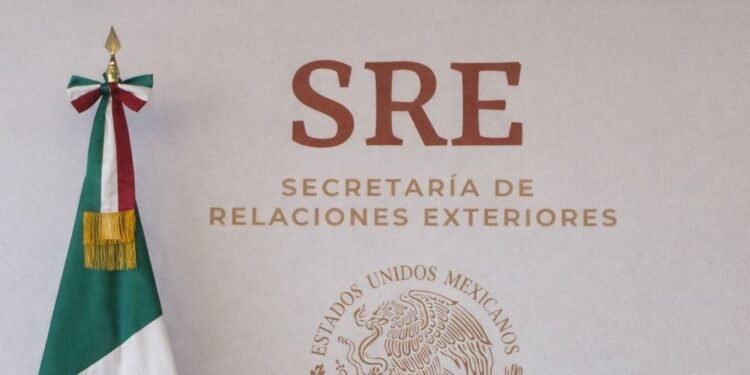 SRE
SECRETARÍA DE
RELACIONES EXTERIORES
ESTADOS UNIDOS MEXICANOS